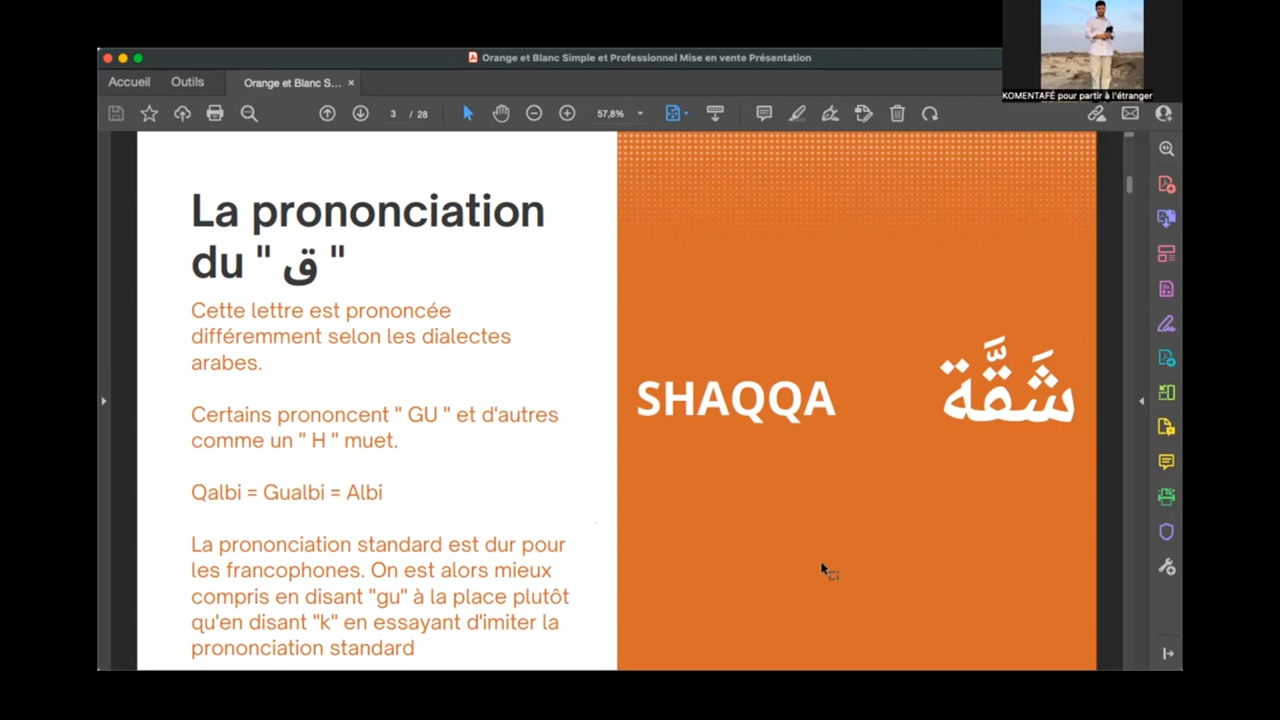 KOMENTAFÉ pour partir à l'étranger
Orange et Blanc Simple et Professionnel Mise en vente Présentation
Accueil Outils Orange et Blanc S... ×
3 / 28 57,8%
La prononciation
du " ق "
Cette lettre est prononcée
différemment selon les dialectes
arabes.
Certains prononcent " GU " et d'autres
comme un " H " muet.
Qalbi = Gualbi = Albi
La prononciation standard est dur pour
les francophones. On est alors mieux
compris en disant "gu" à la place plutôt
qu'en disant "k" en essayant d'imiter la
prononciation standard
SHAQQA شَقَّة